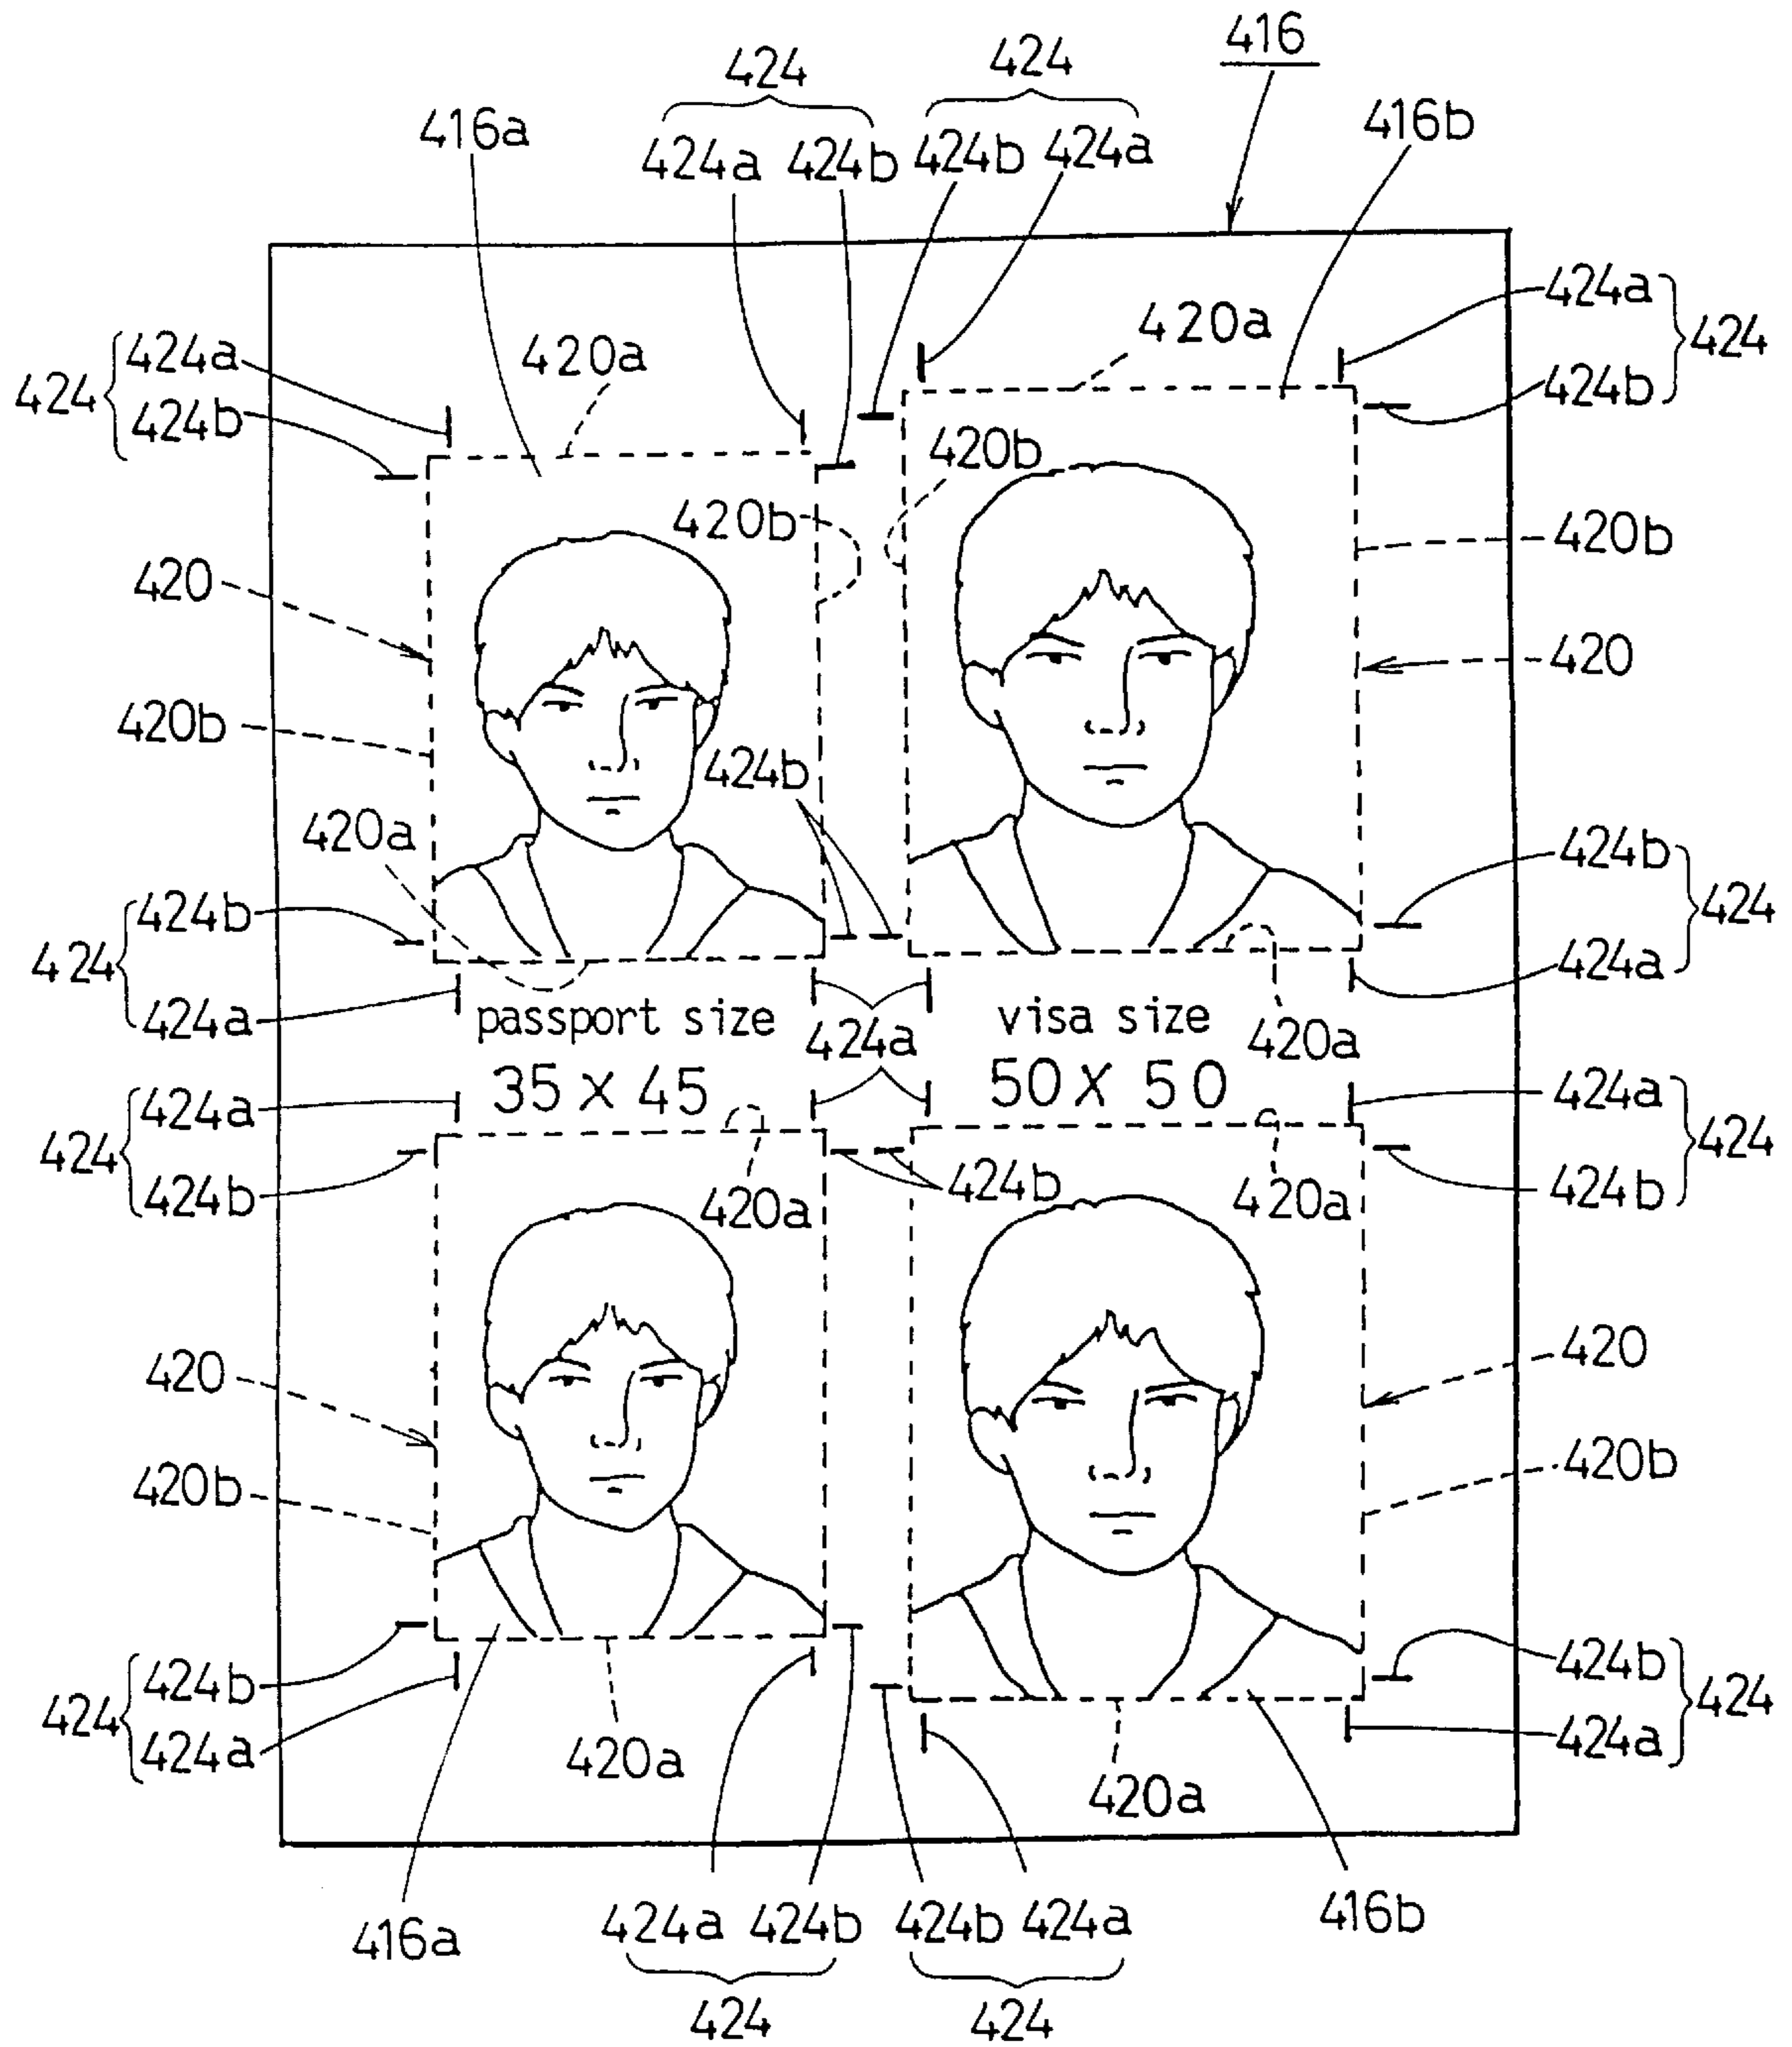 416
424 424
416a 416b
424a 424b 424b 424a
424a 424
424a 420a 420a
424 424b
424b
420b
420b 420b
420 420
420b
424b
420a 424b
424b 424
424 424a
424a passport size visa size
424a 420a
35 x 45 50 x 50
424a 424a
424 424
424b 420a 424b 420a 424b
420 420
420b 420b
424b 424b
424 424
424a 420a 424a
420a
416a 424a 424b 424b 424a 416b
424 424